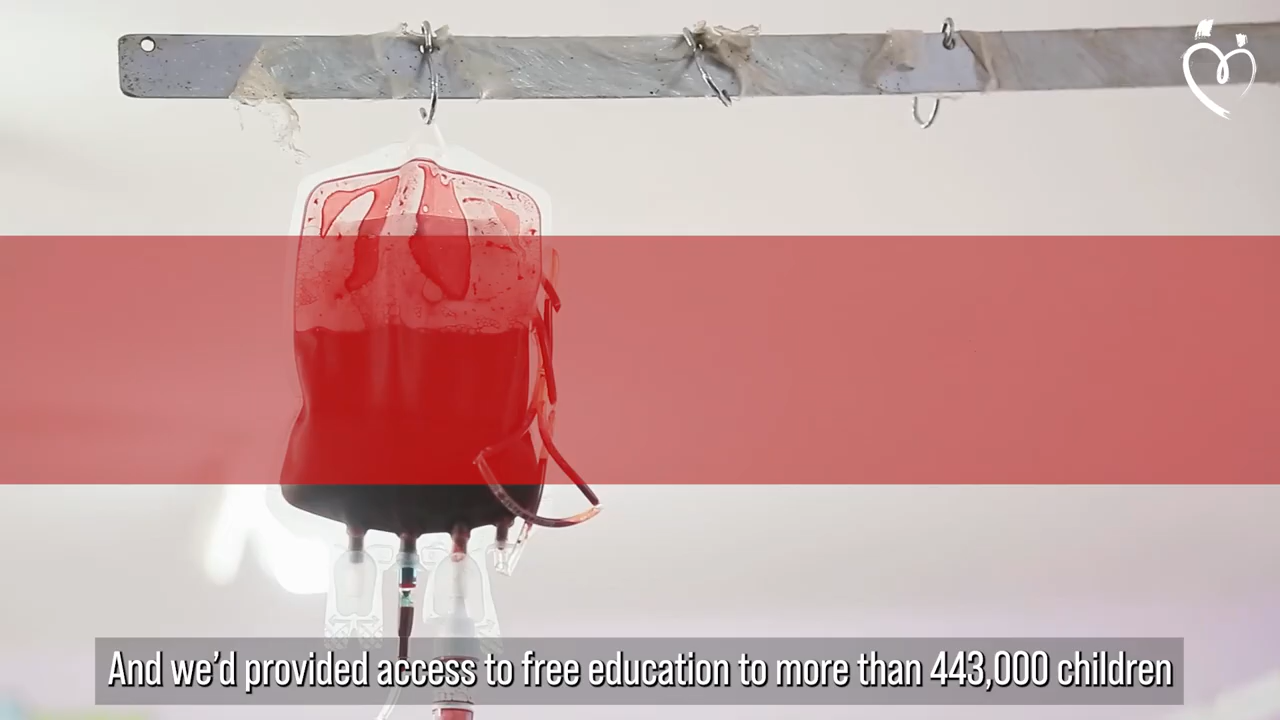 And we’d provided access to free education to more than 443,000 children